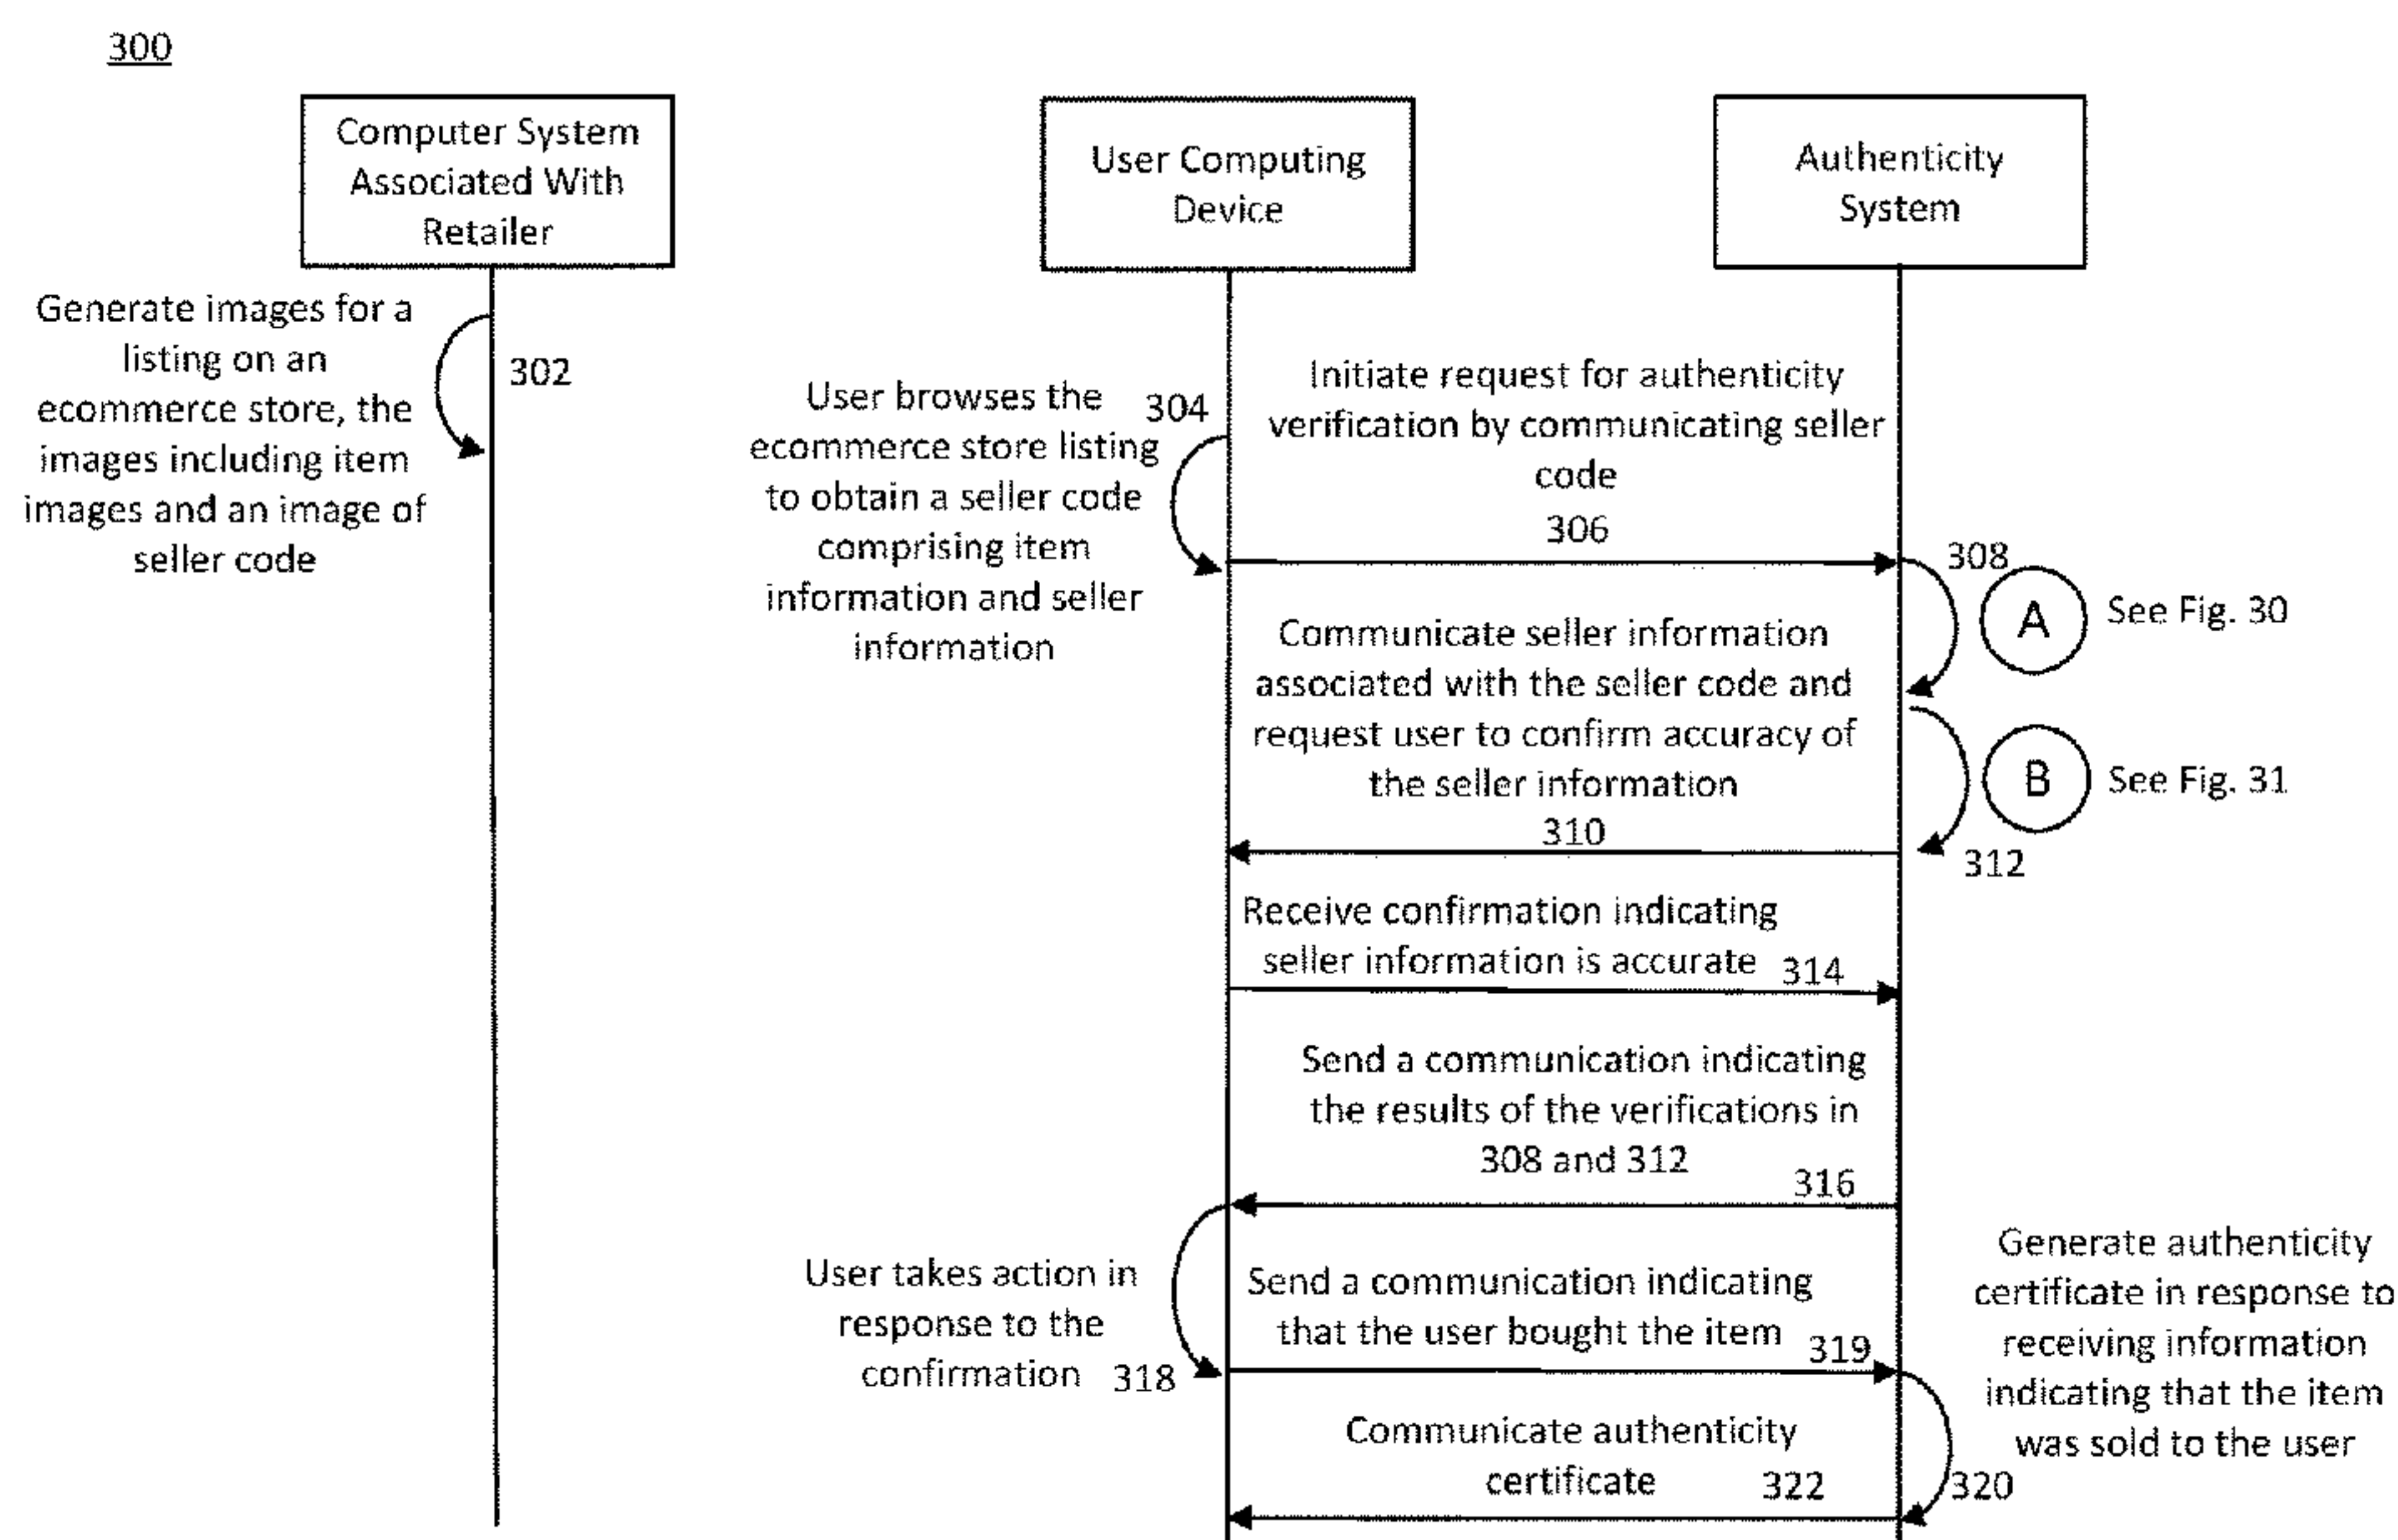 300
Computer System
Associated With
Retailer
User Computing
Device
Authenticity
System
Generate images for a
listing on an
ecommerce store, the
images including item
images and an image of
seller code
302
User browses the
ecommerce store listing
to obtain a seller code
comprising item
information and seller
information
304
Initiate request for authenticity
verification by communicating seller
code
306
308
A
See Fig. 30
Communicate seller information
associated with the seller code and
request user to confirm accuracy of
the seller information
310
B
See Fig. 31
312
Receive confirmation indicating
seller information is accurate
314
Send a communication indicating
the results of the verifications in
308 and 312
316
User takes action in
response to the
confirmation
318
Send a communication indicating
that the user bought the item
319
Generate authenticity
certificate in response to
receiving information
indicating that the item
was sold to the user
320
Communicate authenticity
certificate
322